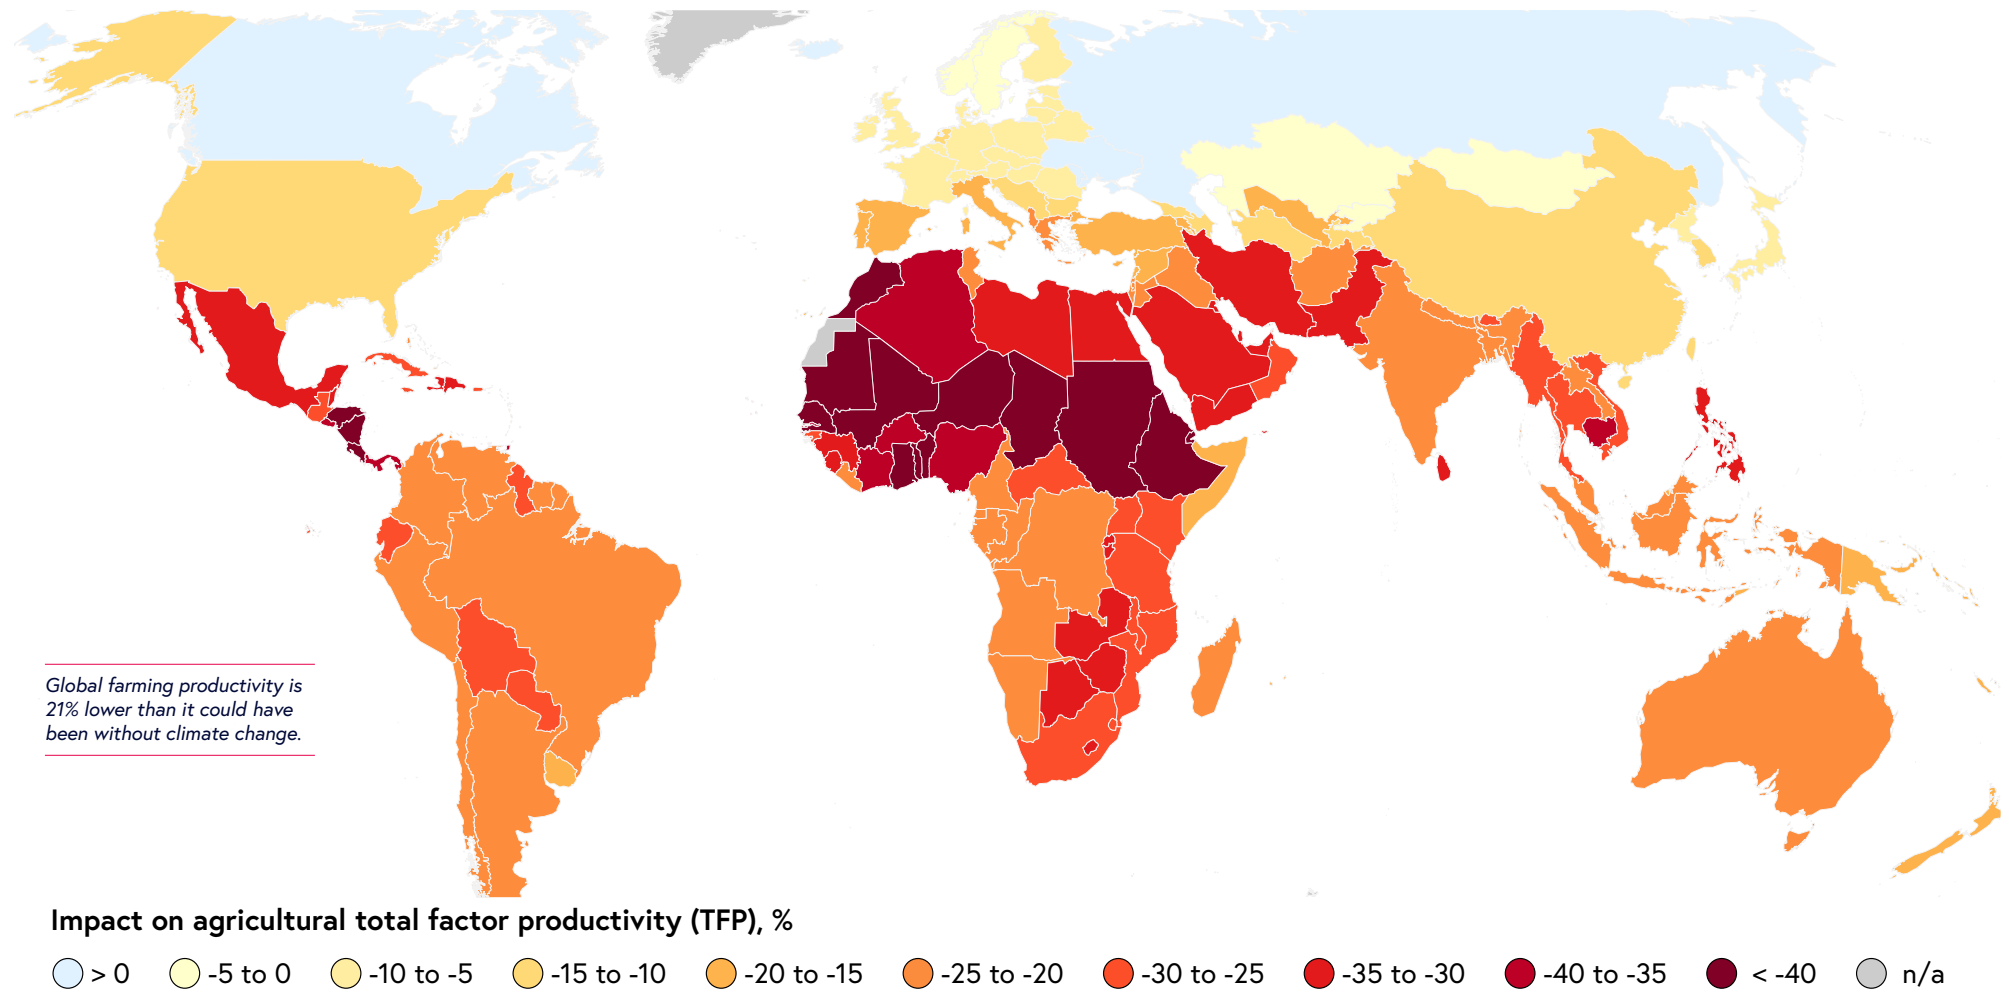 Global farming productivity is
21% lower than it could have
been without climate change.
Impact on agricultural total factor productivity (TFP), %
> 0 -5 to 0 -10 to -5 -15 to -10 -20 to -15 -25 to -20 -30 to -25 -35 to -30 -40 to -35 < -40 n/a